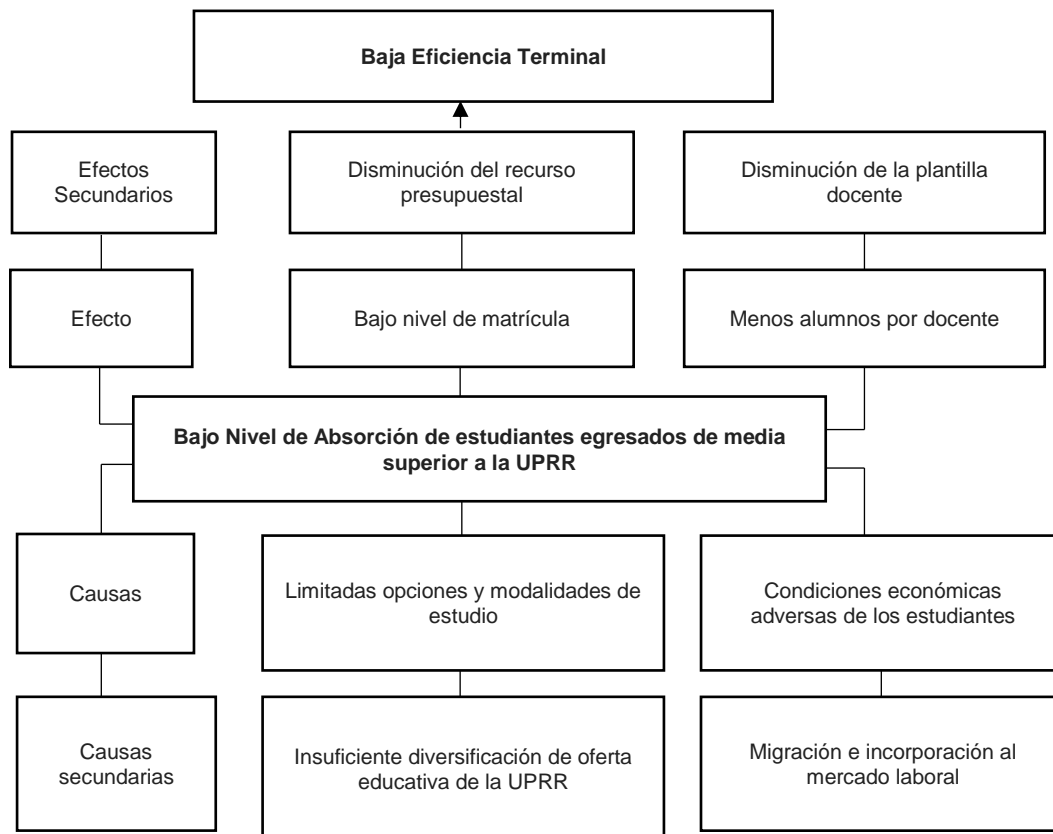 Baja Eficiencia Terminal
Efectos
Secundarios
Disminución del recurso
presupuestal
Disminución de la plantilla
docente
Efecto
Bajo nivel de matrícula
Menos alumnos por docente
Bajo Nivel de Absorción de estudiantes egresados de media
superior a la UPRR
Causas
Limitadas opciones y modalidades de
estudio
Condiciones económicas
adversas de los estudiantes
Causas
secundarias
Insuficiente diversificación de oferta
educativa de la UPRR
Migración e incorporación al
mercado laboral